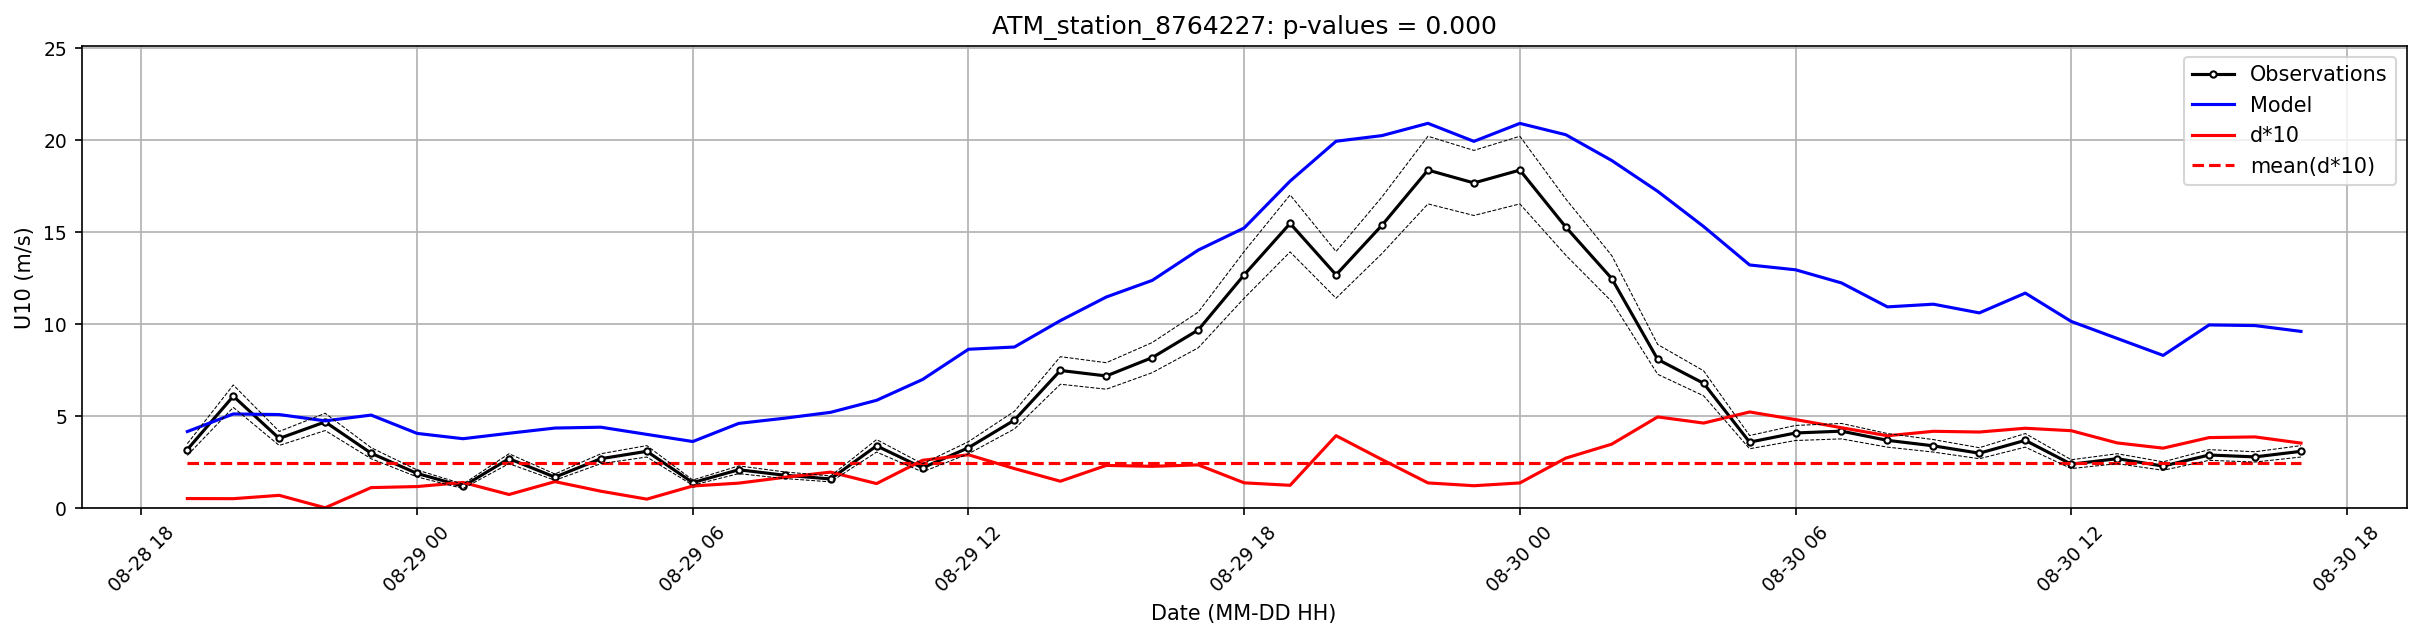 ATM_station_8764227: p-values = 0.000
25
20
15
10
5
0
U10 (m/s)
Observations
Model
d*10
mean(d*10)
08-28 18
08-29 00
08-29 06
08-29 12
08-29 18
08-30 00
08-30 06
08-30 12
08-30 18
Date (MM-DD HH)